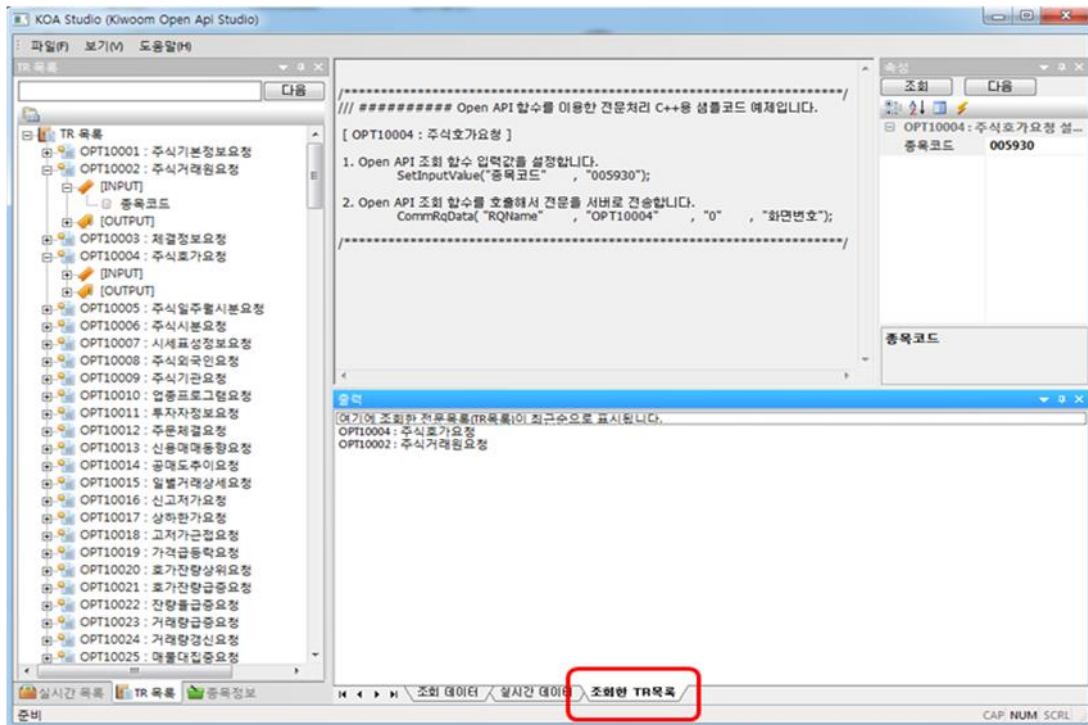 KOA Studio (Kiwoom Open Api Studio)
파일(F) 보기(V) 도움말(H)
TR 목록
다음
TR 목록
OPT10001 : 주식기본정보요청
OPT10002 : 주식거래원요청
[INPUT]
종목코드
[OUTPUT]
OPT10003 : 체결정보요청
OPT10004 : 주식호가요청
[INPUT]
[OUTPUT]
OPT10005 : 주식일주월시분요청
OPT10006 : 주식시분요청
OPT10007 : 시세표성정보요청
OPT10008 : 주식외국인요청
OPT10009 : 주식기관요청
OPT10010 : 업종프로그램요청
OPT10011 : 투자자정보요청
OPT10012 : 주문체결요청
OPT10013 : 신용매매동향요청
OPT10014 : 공매도추이요청
OPT10015 : 일별거래상세요청
OPT10016 : 신고저가요청
OPT10017 : 상하한가요청
OPT10018 : 고저가근접요청
OPT10019 : 가격급등락요청
OPT10020 : 호가잔량상위요청
OPT10021 : 호가잔량급증요청
OPT10022 : 잔량율급증요청
OPT10023 : 거래량급증요청
OPT10024 : 거래량갱신요청
OPT10025 : 매물대집중요청
실시간 목록 TR 목록 종목정보
/******************************************************************************/
/// ########## Open API 함수를 이용한 전문처리 C++용 샘플코드 예제입니다.
[ OPT10004 : 주식호가요청 ]
1. Open API 조회 함수 입력값을 설정합니다.
SetInputValue("종목코드" , "005930");
2. Open API 조회 함수를 호출해서 전문을 서버로 전송합니다.
CommRqData( "RQName" , "OPT10004" , "0" , "화면번호");
/******************************************************************************/
속성
조회 다음
OPT10004 : 주식호가요청 설...
종목코드 005930
종목코드
출력
여기에 조회한 전문목록(TR목록)이 최근순으로 표시됩니다.
OPT10004 : 주식호가요청
OPT10002 : 주식거래원요청
조회 데이터 실시간 데이터 조회한 TR목록
준비
CAP NUM SCRL